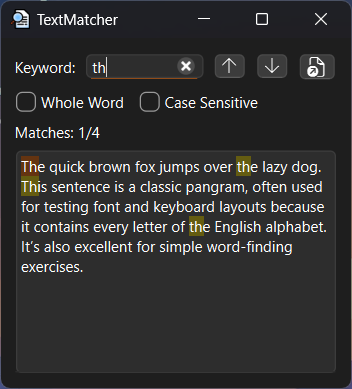 TextMatcher
Keyword: th
Whole Word Case Sensitive
Matches: 1/4
The quick brown fox jumps over the lazy dog.
This sentence is a classic pangram, often used
for testing font and keyboard layouts because
it contains every letter of the English alphabet.
It’s also excellent for simple word-finding
exercises.